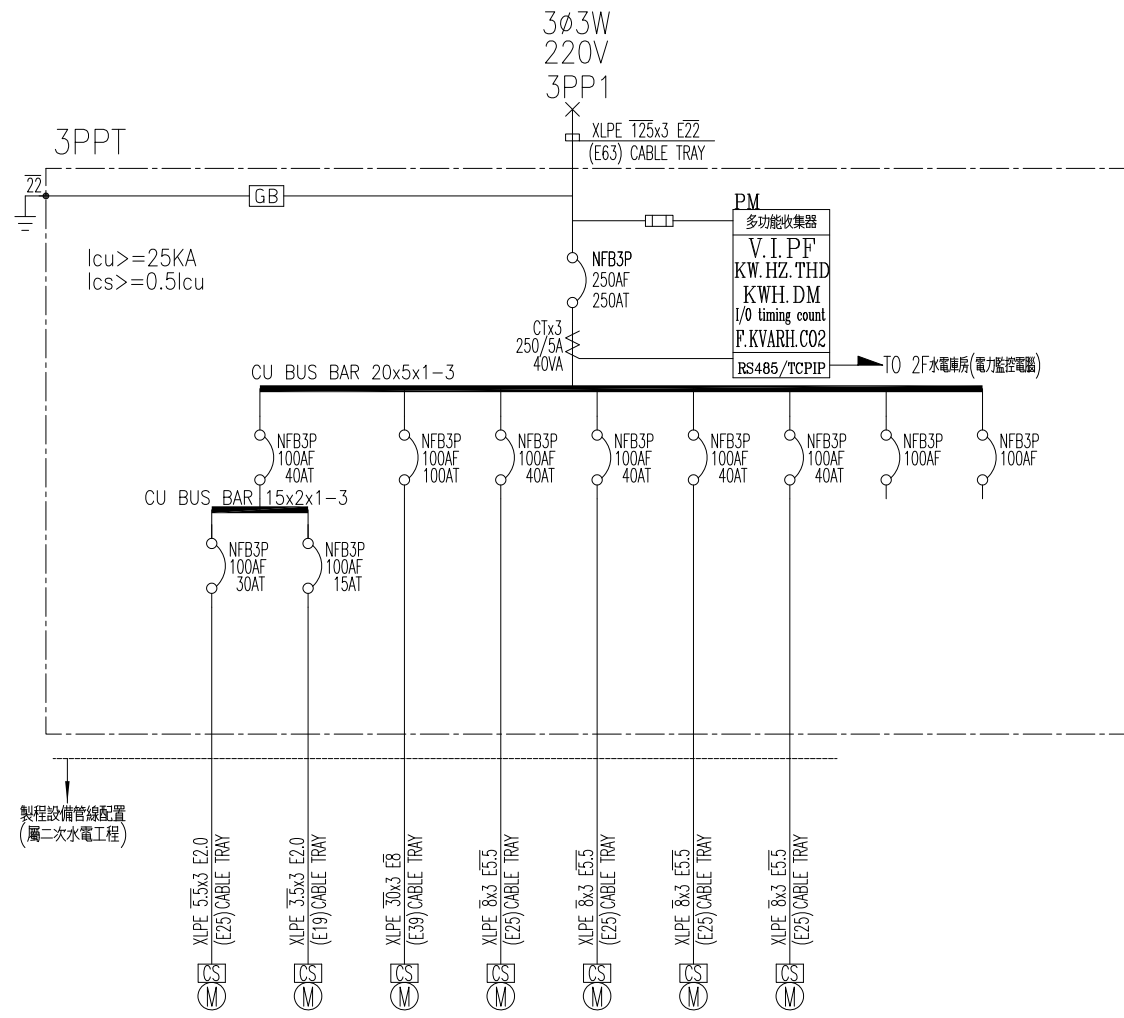 3ø3W
220V
3PP1
XLPE 125x3 E22
(E63) CABLE TRAY
3PPT
22
GB
Icu>=25KA
Ics>=0.5Icu
PM
多功能收集器
V.I.PF
KW.HZ.THD
KWH.DM
I/O timing count
F.KVARH.CO2
RS485/TCPIP
TO 2F水電庫房(電力監控電腦)
NFB3P
250AF
250AT
CTx3
250/5A
40VA
CU BUS BAR 20x5x1-3
NFB3P
100AF
40AT
NFB3P
100AF
100AT
NFB3P
100AF
40AT
NFB3P
100AF
40AT
NFB3P
100AF
40AT
NFB3P
100AF
40AT
NFB3P
100AF
NFB3P
100AF
CU BUS BAR 15x2x1-3
NFB3P
100AF
30AT
NFB3P
100AF
15AT
製程設備管線配置
(屬二次水電工程)
XLPE 5.5x3 E2.0
(E25)CABLE TRAY
XLPE 3.5x3 E2.0
(E19)CABLE TRAY
XLPE 30x3 E8
(E39)CABLE TRAY
XLPE 8x3 E5.5
(E25)CABLE TRAY
XLPE 8x3 E5.5
(E25)CABLE TRAY
XLPE 8x3 E5.5
(E25)CABLE TRAY
XLPE 8x3 E5.5
(E25)CABLE TRAY
CS
M
CS
M
CS
M
CS
M
CS
M
CS
M
CS
M